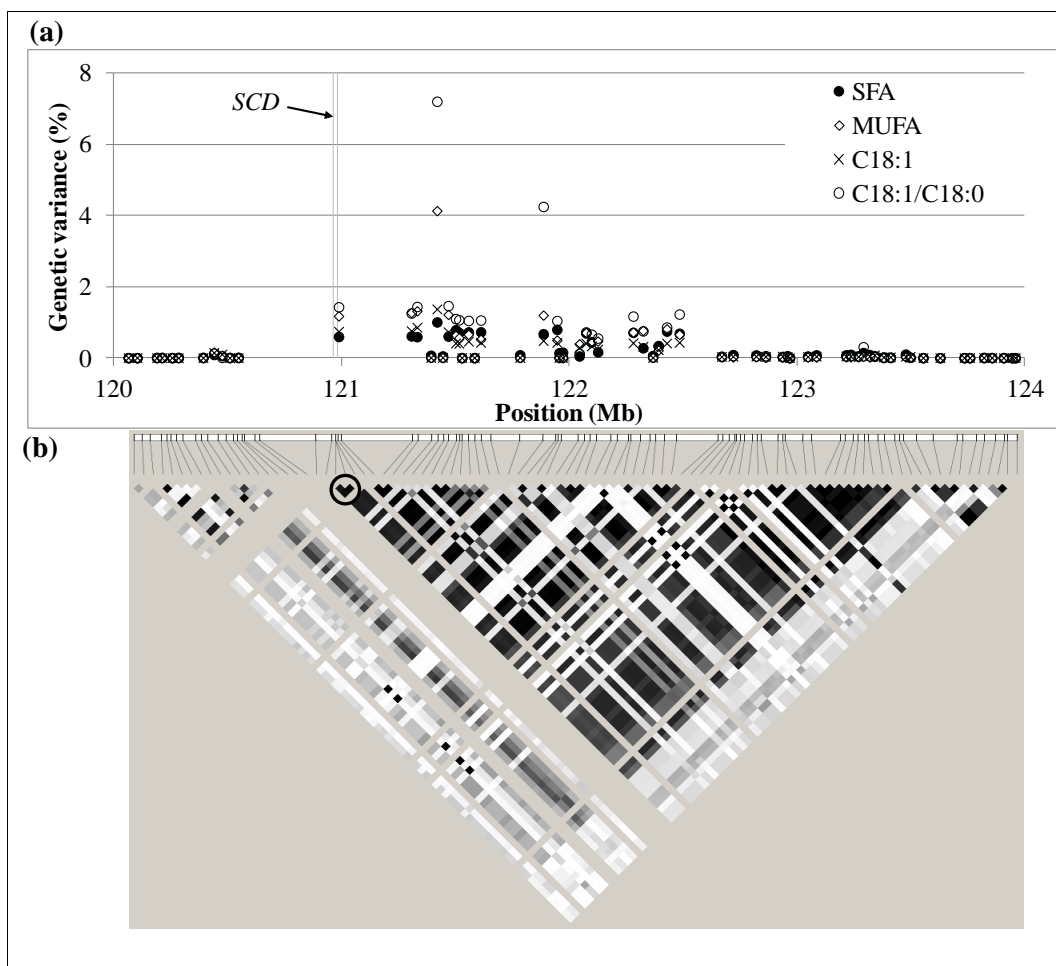 (a)
Genetic variance (%)
8
6
4
2
0
SCD
SFA
MUFA
C18:1
C18:1/C18:0
120
121
122
123
124
Position (Mb)
(b)